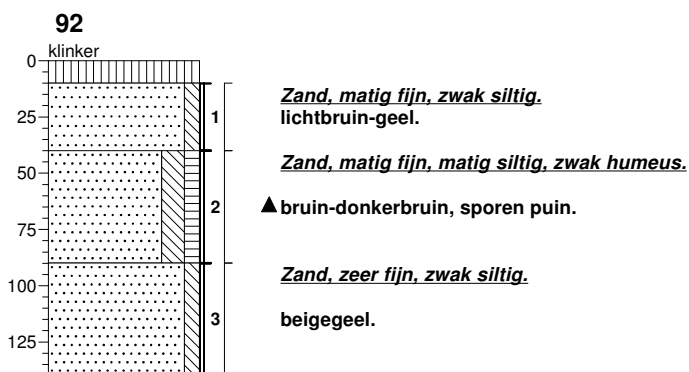 92
klinker
0
25
50
75
100
125
1
2
3
Zand, matig fijn, zwak siltig.
lichtbruin-geel.
Zand, matig fijn, matig siltig, zwak humeus.
bruin-donkerbruin, sporen puin.
Zand, zeer fijn, zwak siltig.
beigegeel.